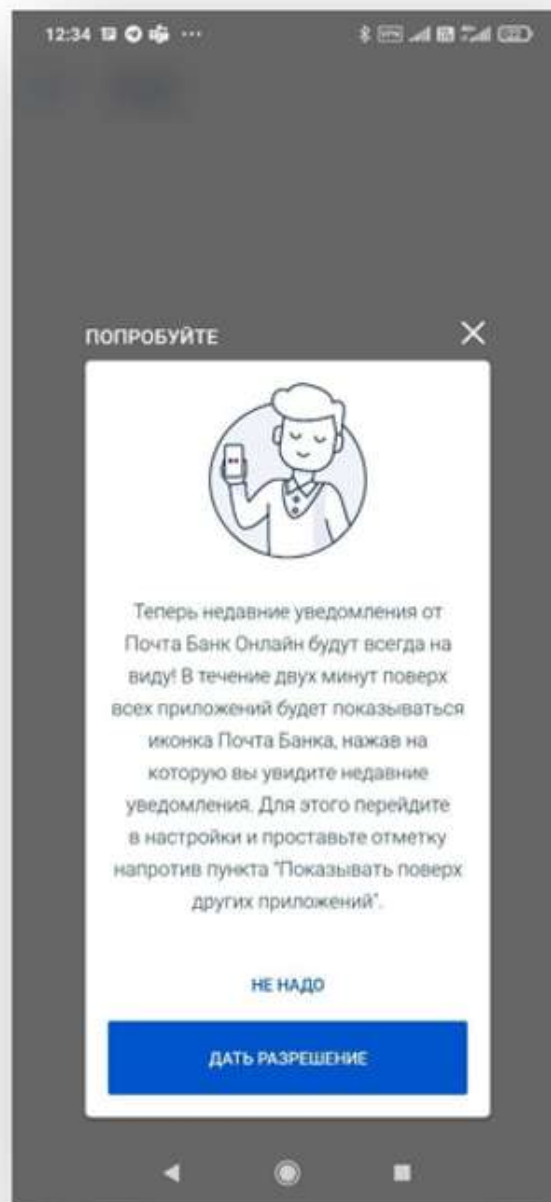 12:34
ПОПРОБУЙТЕ
Теперь недавние уведомления от
Почта Банк Онлайн будут всегда на
виду! В течение двух минут поверх
всех приложений будет показываться
иконка Почта Банка, нажав на
которую вы увидите недавние
уведомления. Для этого перейдите
в настройки и проставьте отметку
напротив пункта "Показывать поверх
других приложений".
НЕ НАДО
ДАТЬ РАЗРЕШЕНИЕ